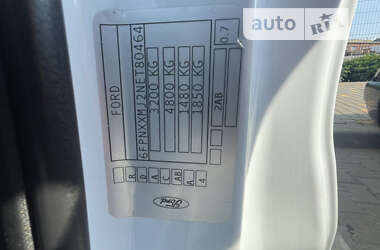 auto
RIA
FORD
6FPNXXMJ2NET80464
3200 KG
4800 KG
1480 KG
1850 KG
0.7
2AB
R D A C AB A 4
Ford